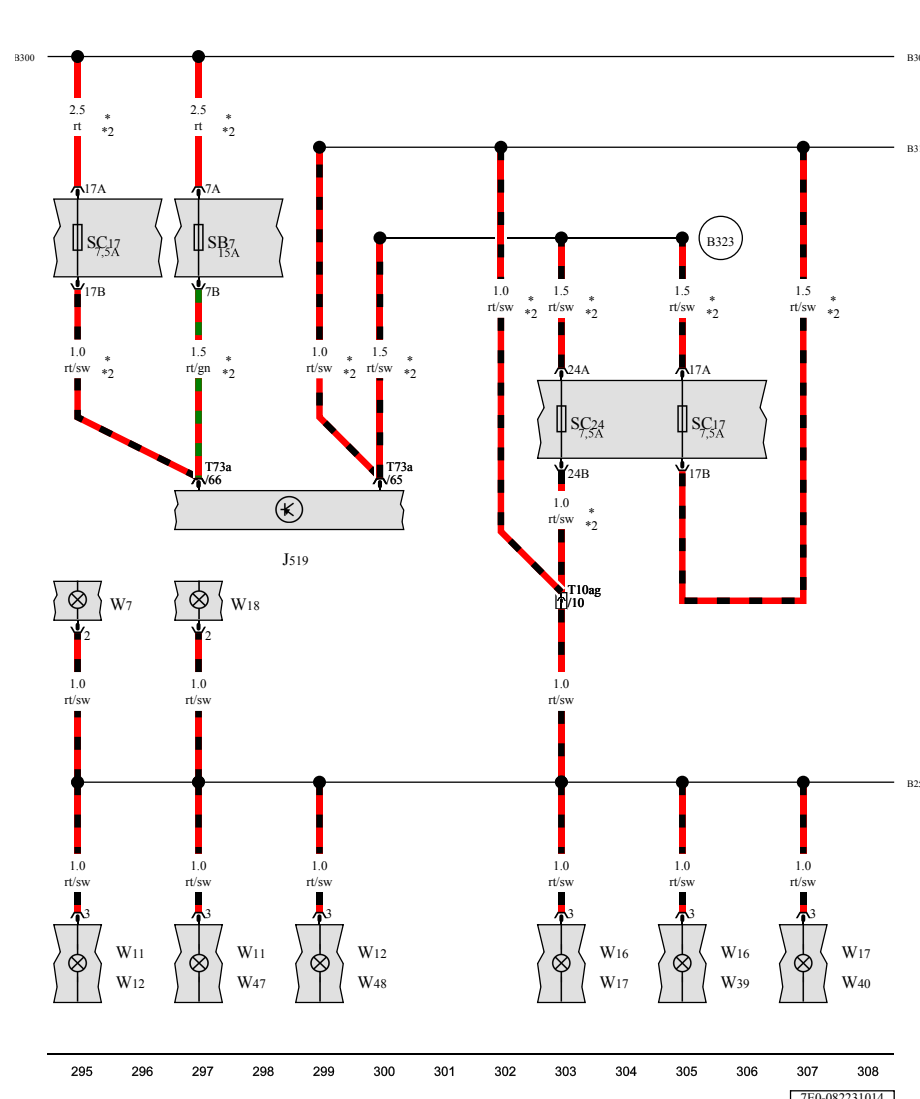 B300
2.5 2.5
rt * rt *
*2 *2
17A 7A
SC17 SB7
7,5A 15A
B323
17B 7B
1.0 1.5 1.5 1.5
rt/sw * rt/sw * rt/sw * rt/sw *
*2 *2 *2 *2
1.0 1.5 1.0 1.5
rt/sw * rt/gn * rt/sw * rt/sw *
*2 *2 *2 *2
24A 17A
SC24 SC17
7,5A 7,5A
T73a T73a
/66 /65
24B 17B
1.0
rt/sw *
*2
J519
T10ag
/10
W7 W18
2 2
1.0 1.0 1.0
rt/sw rt/sw rt/sw
1.0 1.0 1.0 1.0 1.0 1.0
rt/sw rt/sw rt/sw rt/sw rt/sw rt/sw
3 3 3 3 3 3
W11 W11 W12 W16 W16 W17
W12 W47 W48 W17 W39 W40
295 296 297 298 299 300 301 302 303 304 305 306 307 308
7E0-082231014